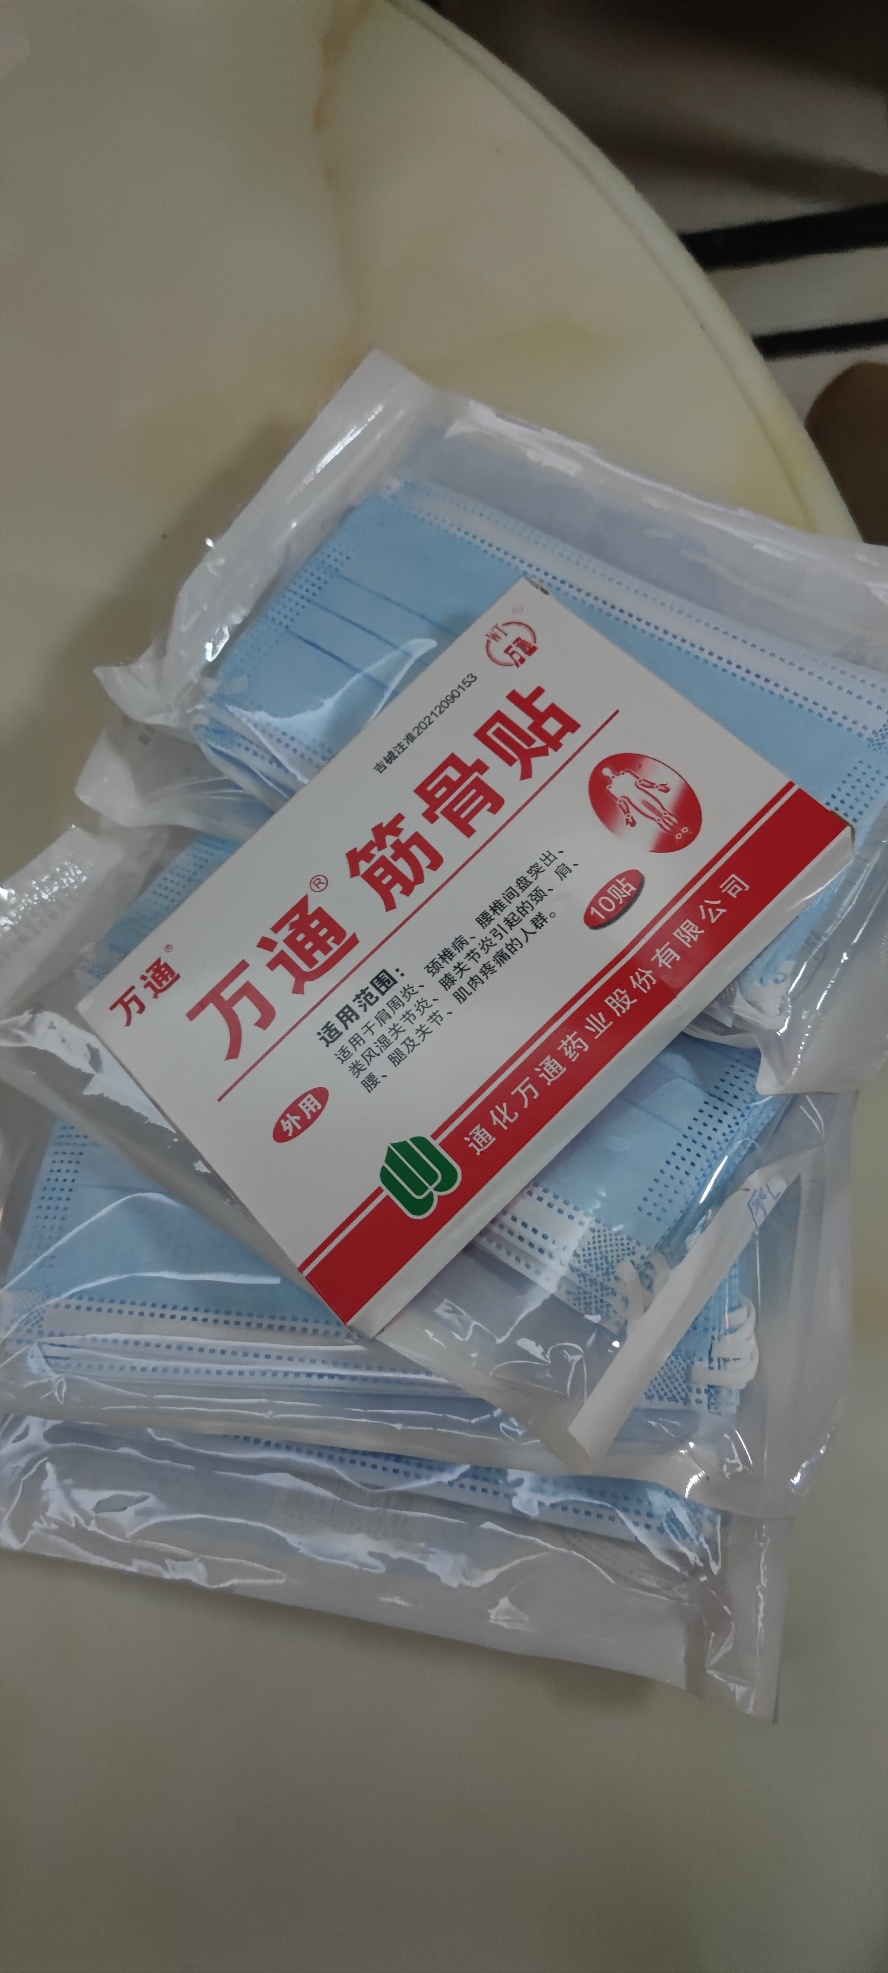 WT
万通
®
吉械注准20212090153
万通®
万通®筋骨贴
适用范围：
适用于肩周炎、颈椎病、腰椎间盘突出、
类风湿关节炎、膝关节炎引起的颈、肩、
腰、腿及关节、肌肉疼痛的人群。
外用
10贴
通化万通药业股份有限公司